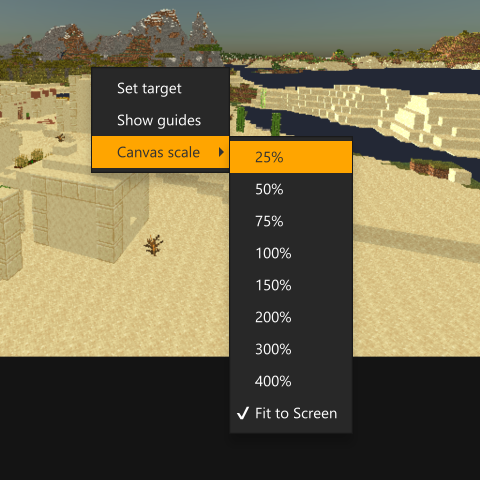 Set target
Show guides
Canvas scale
25%
50%
75%
100%
150%
200%
300%
400%
Fit to Screen